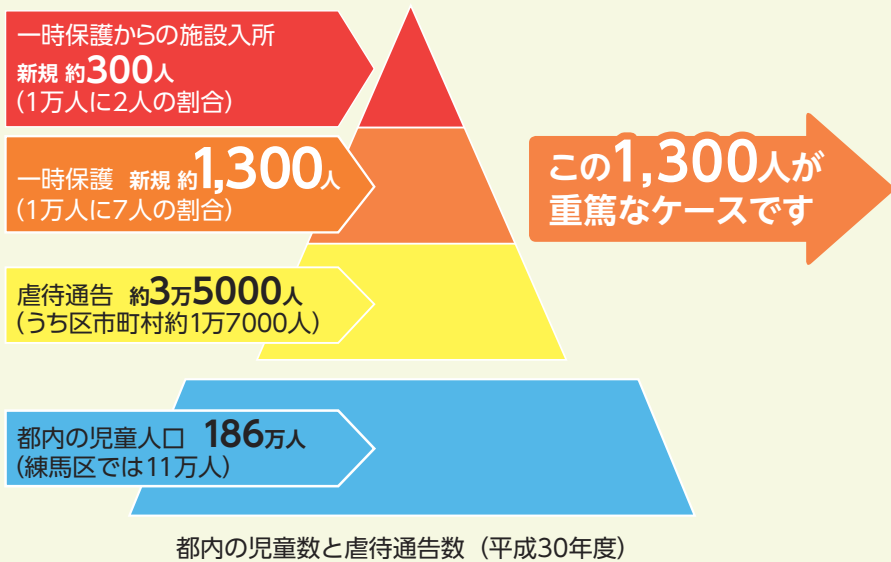 一時保護からの施設入所
新規 約300人
(1万人に2人の割合)
一時保護 新規 約1,300人
(1万人に7人の割合)
この1,300人が
重篤なケースです
虐待通告 約3万5000人
(うち区市町村約1万7000人)
都内の児童人口 186万人
(練馬区では11万人)
都内の児童数と虐待通告数（平成30年度）